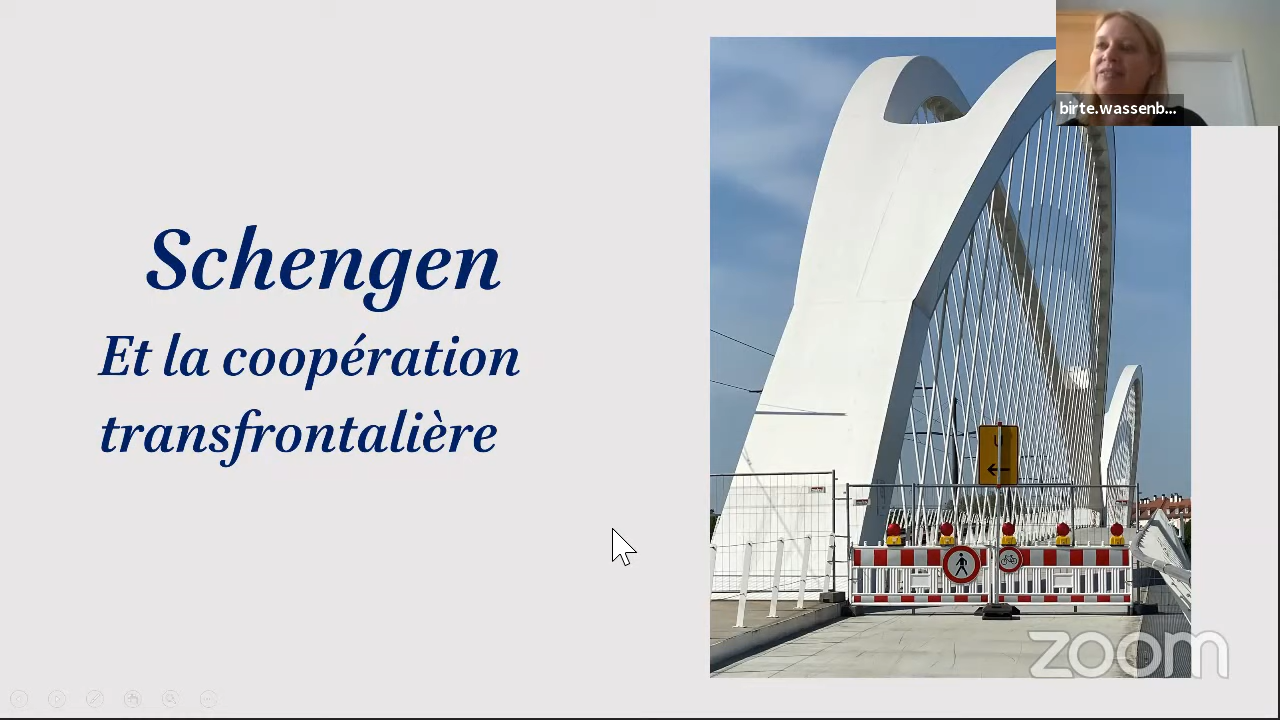 birte.wassenb...
Schengen
Et la coopération
transfrontalière
zoom